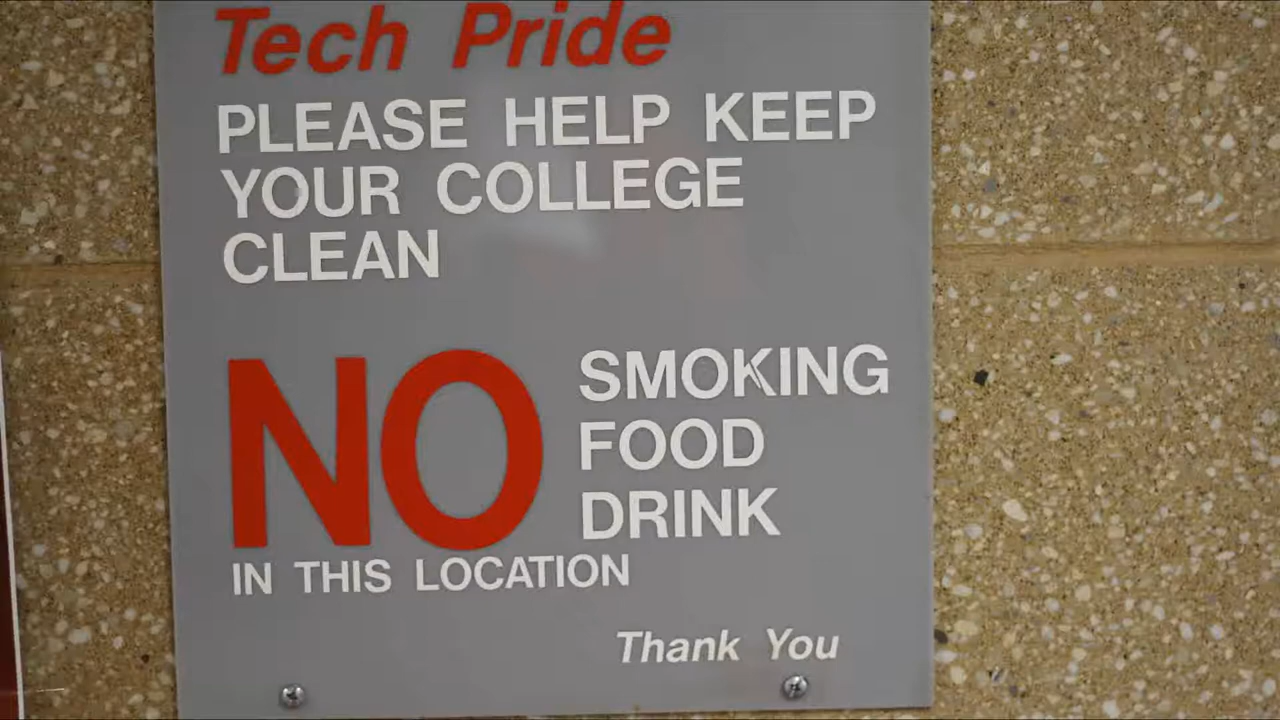 Tech Pride
PLEASE HELP KEEP
YOUR COLLEGE
CLEAN
NO
SMOKING
FOOD
DRINK
IN THIS LOCATION
Thank You